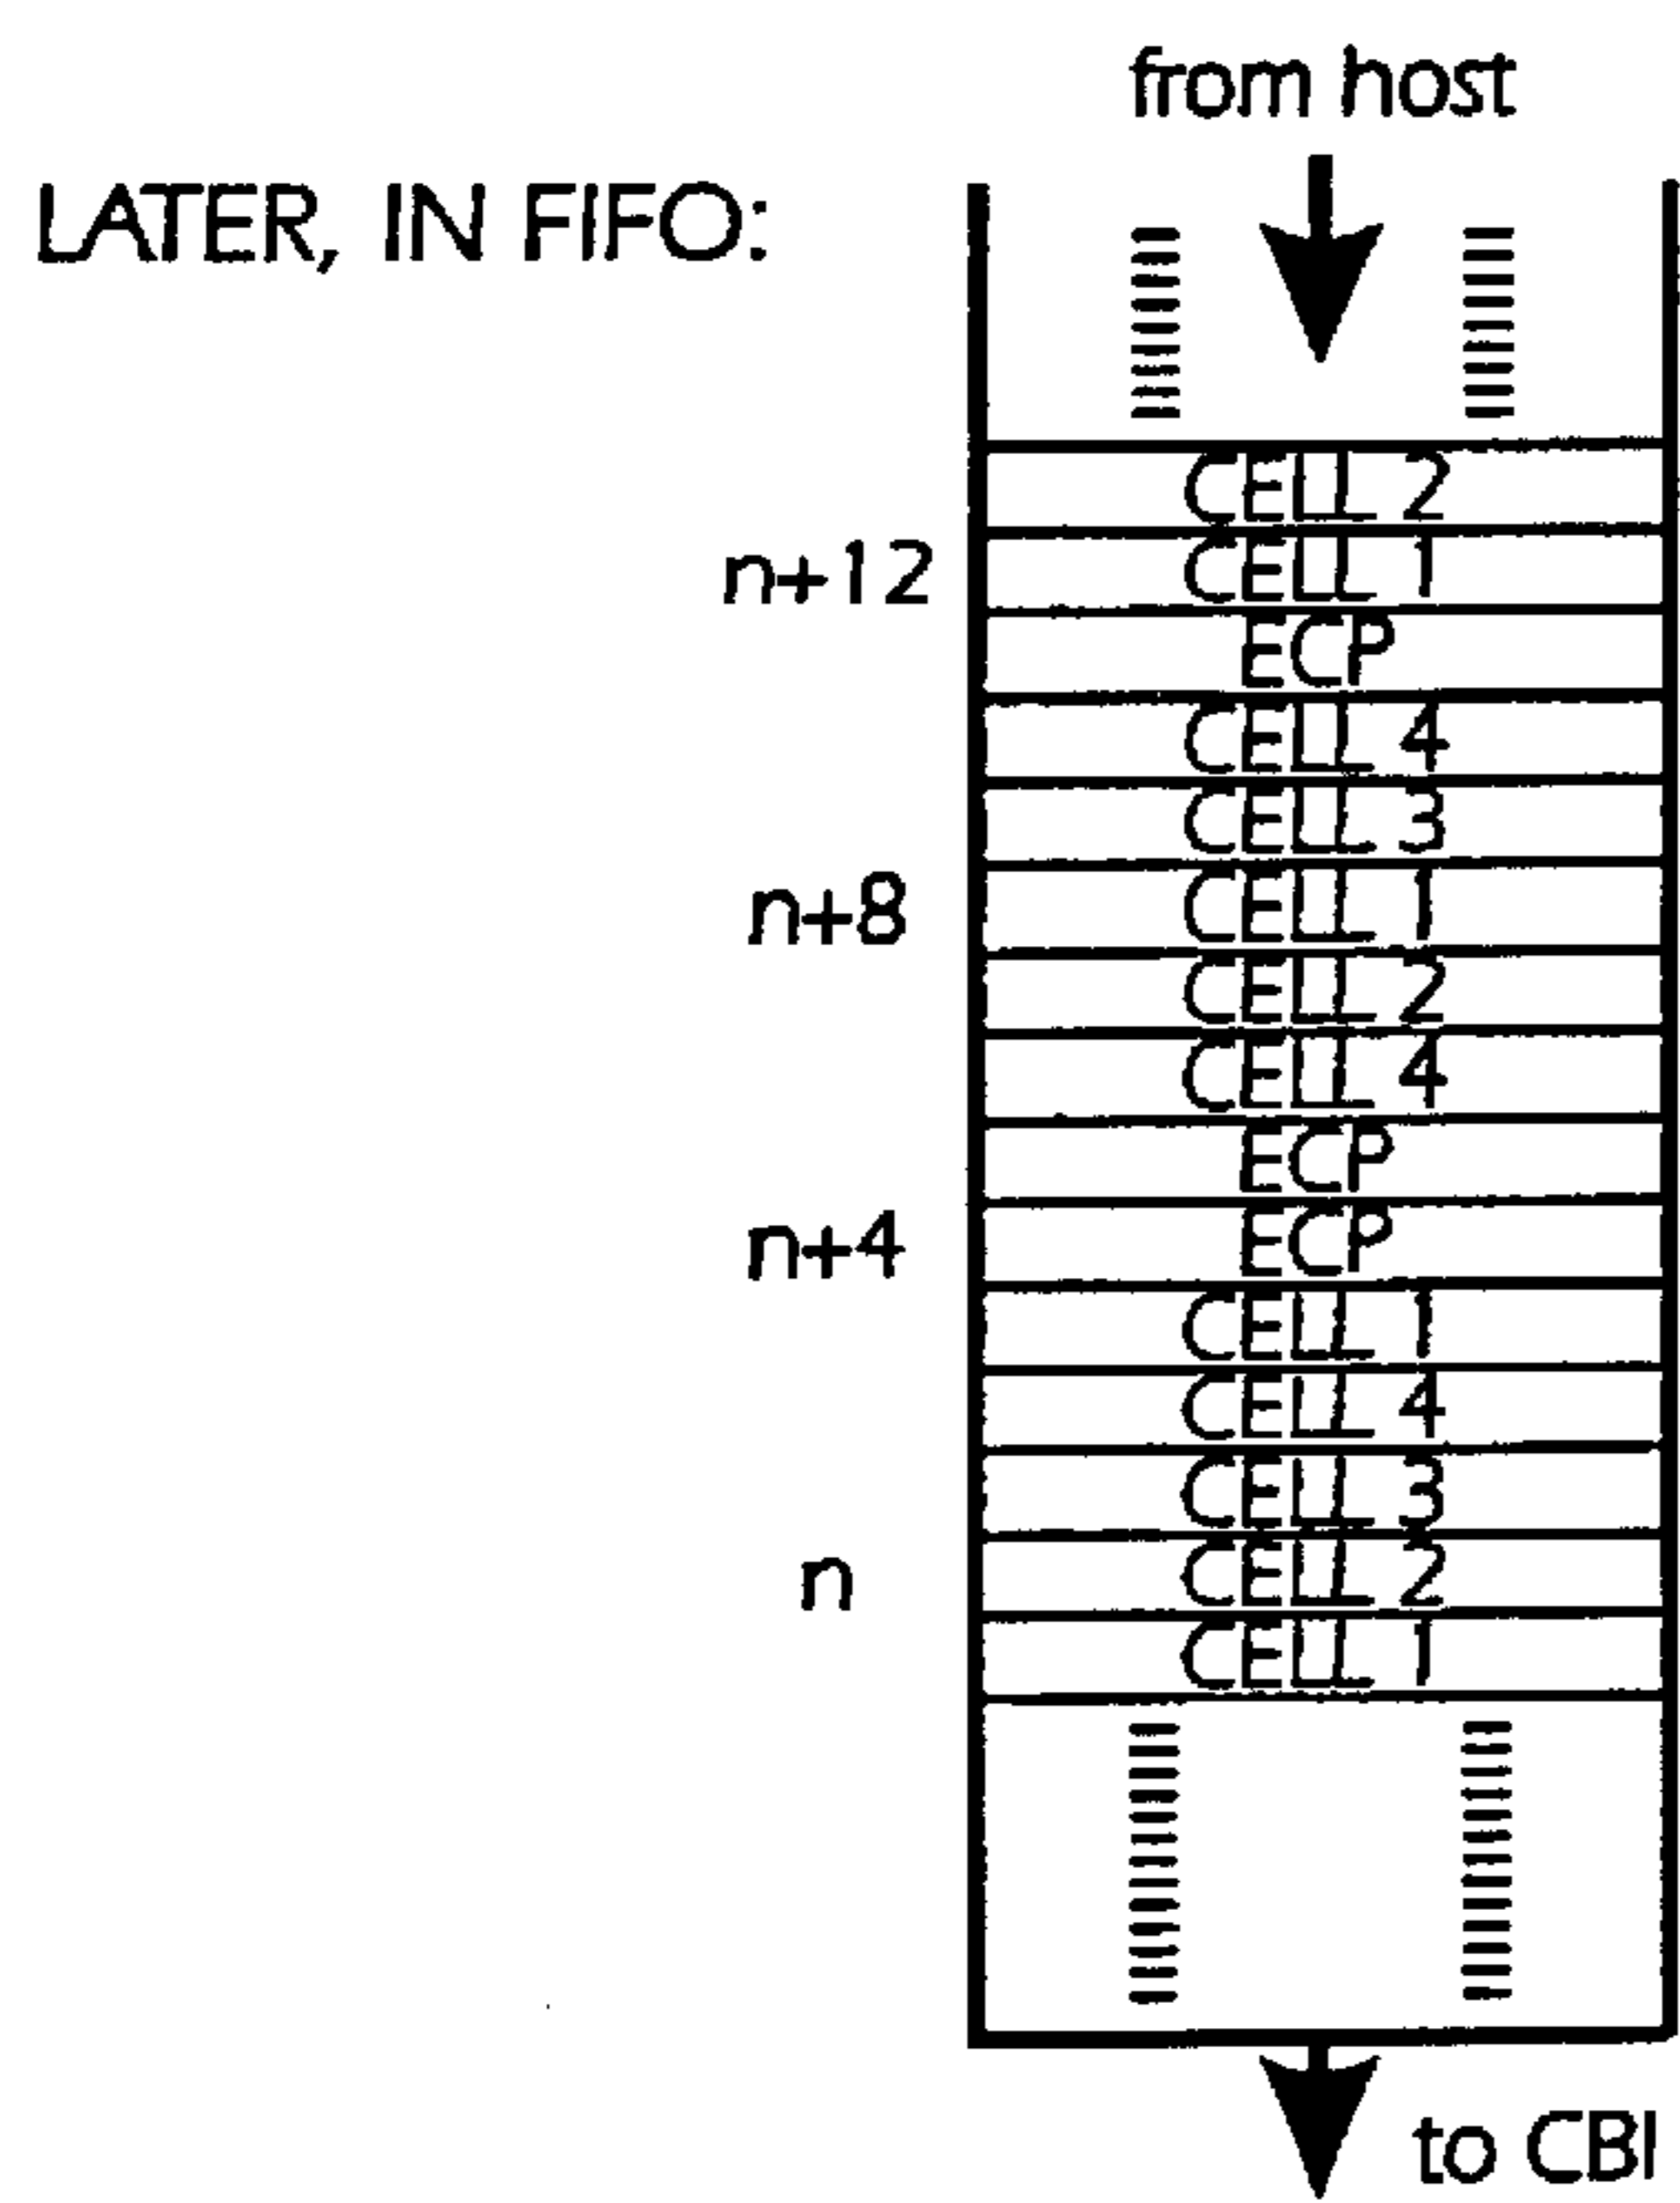 from host
LATER, IN FIFO:
CELL 2
n+12 CELL 1
ECP
CELL 4
CELL 3
n+8 CELL 1
CELL 2
CELL 4
ECP
n+4 ECP
CELL 1
CELL 4
CELL 3
n CELL 2
CELL 1
to CBI